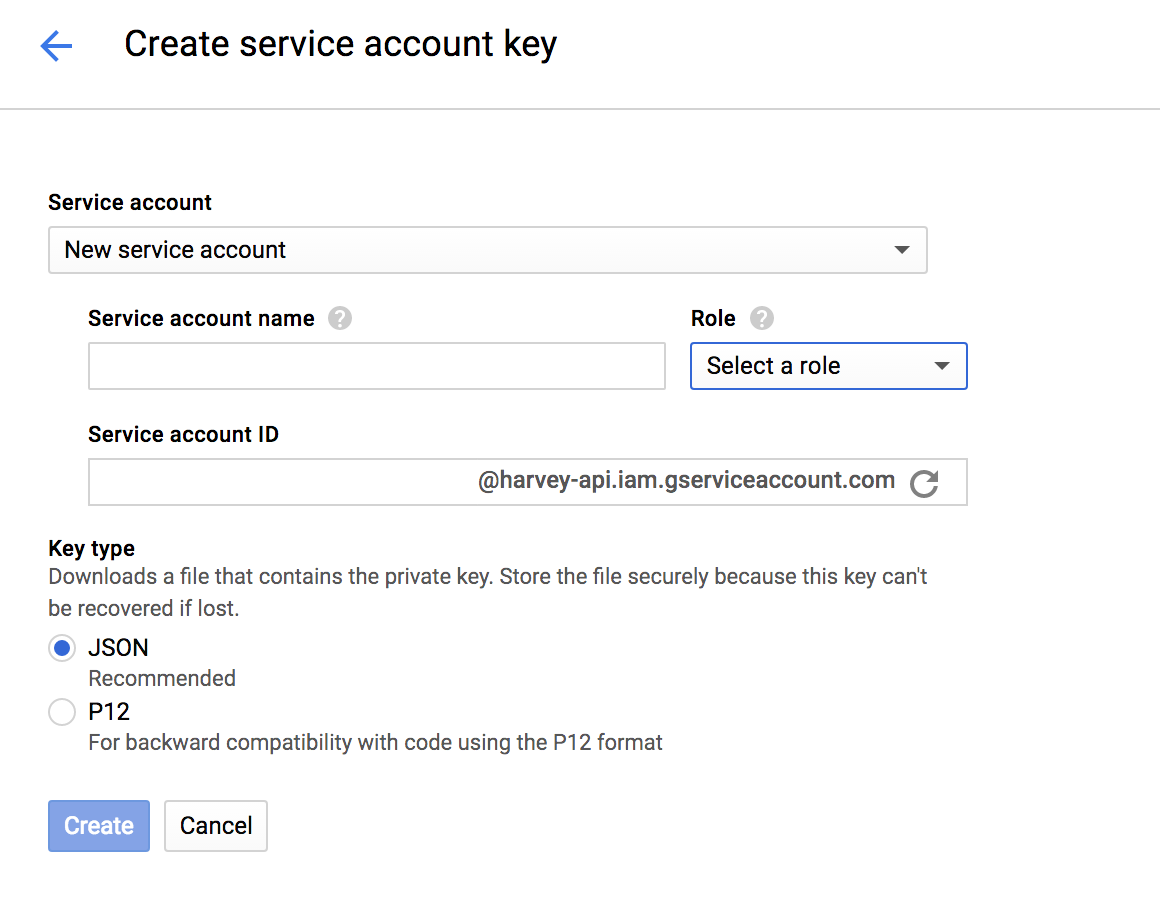 Create service account key
Service account
New service account
Service account name ?
Role ?
Select a role
Service account ID
@harvey-api.iam.gserviceaccount.com
Key type
Downloads a file that contains the private key. Store the file securely because this key can't
be recovered if lost.
JSON
Recommended
P12
For backward compatibility with code using the P12 format
Create
Cancel